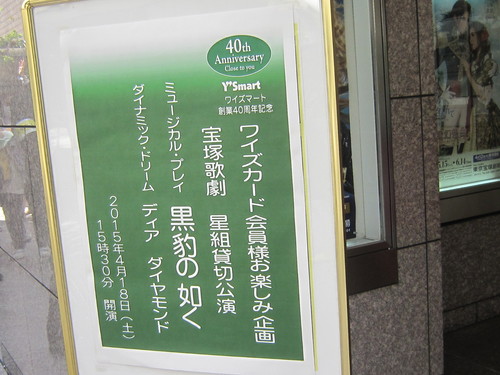 40th
Anniversary
Close to you
Y'sSmart
ワイズマート
創業40周年記念
ワイズカード会員様お楽しみ企画
宝塚歌劇 星組貸切公演
ミュージカル・プレイ 黒豹の如く
ダイナミック・ドリーム ディア ダイヤモンド
2015年4月18日(土)
15時30分 開演